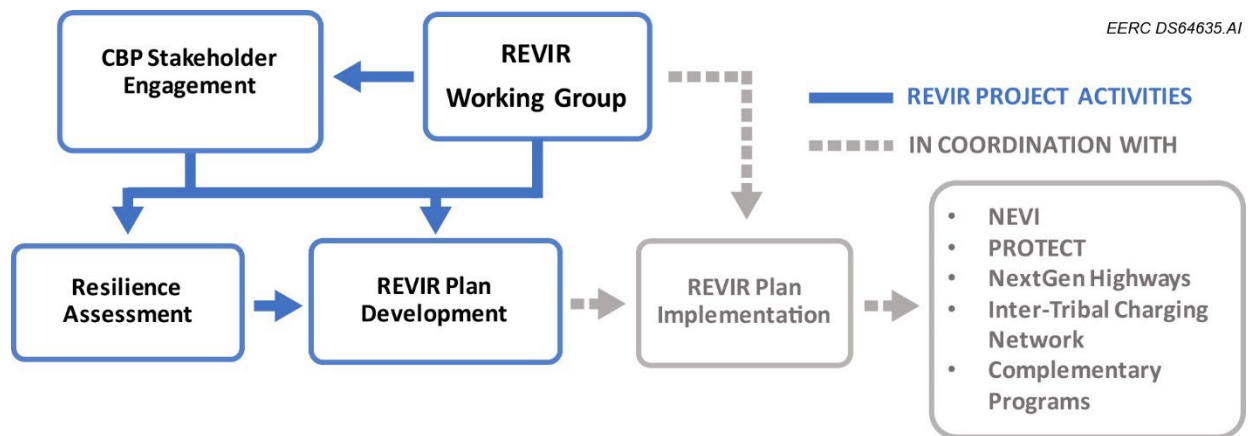 EERC DS64635.AI
CBP Stakeholder
Engagement
REVIR
Working Group
REVIR PROJECT ACTIVITIES
IN COORDINATION WITH
Resilience
Assessment
REVIR Plan
Development
REVIR Plan
Implementation
• NEVI
• PROTECT
• NextGen Highways
• Inter-Tribal Charging
Network
• Complementary
Programs